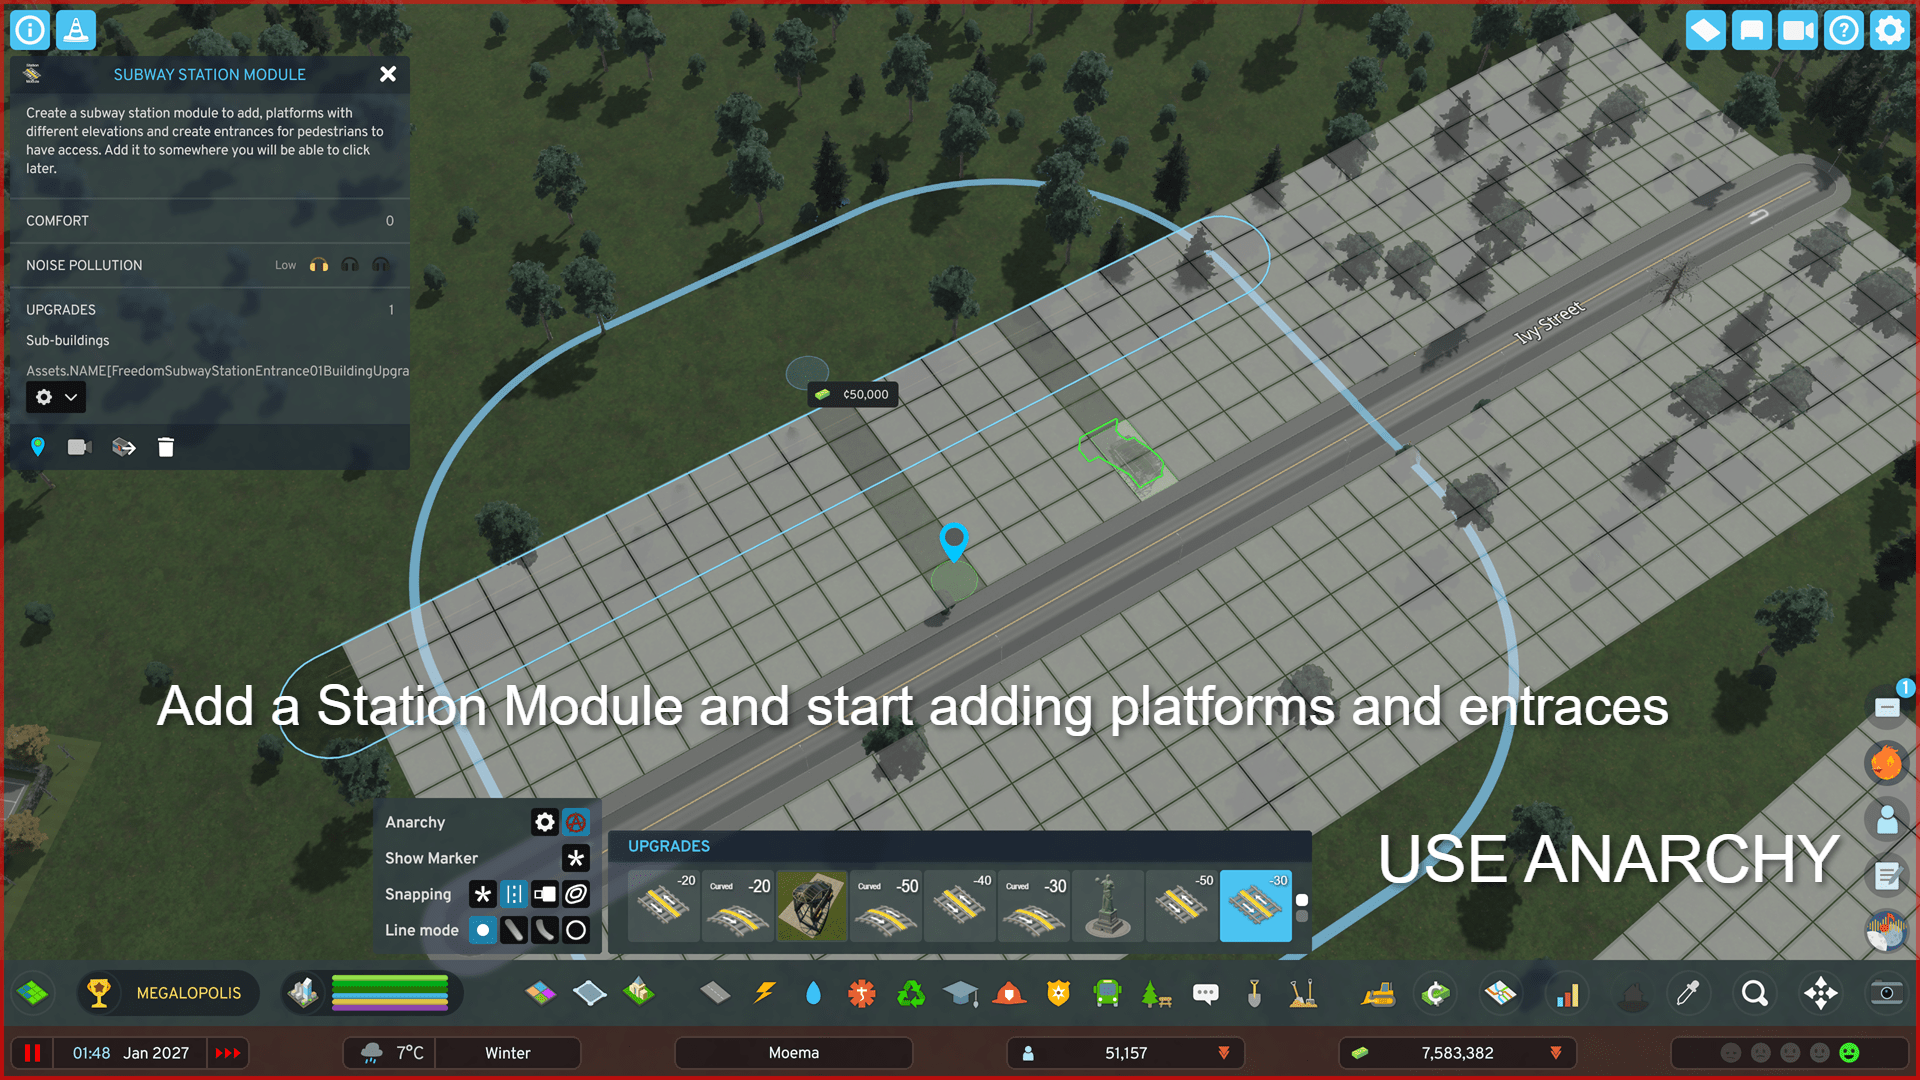 SUBWAY STATION MODULE
Create a subway station module to add, platforms with
different elevations and create entrances for pedestrians to
have access. Add it to somewhere you will be able to click
later.
COMFORT 0
NOISE POLLUTION Low
UPGRADES 1
Sub-buildings
Assets.NAME[FreedomSubwayStationEntrance01BuildingUpgra
¢50,000
Ivy Street
Add a Station Module and start adding platforms and entraces
USE ANARCHY
1
Anarchy
Show Marker
Snapping
Line mode
UPGRADES
-20
Curved -20
Curved -50
-40
Curved -30
-50
-30
MEGALOPOLIS
01:48 Jan 2027
7°C Winter
Moema
51,157
7,583,382